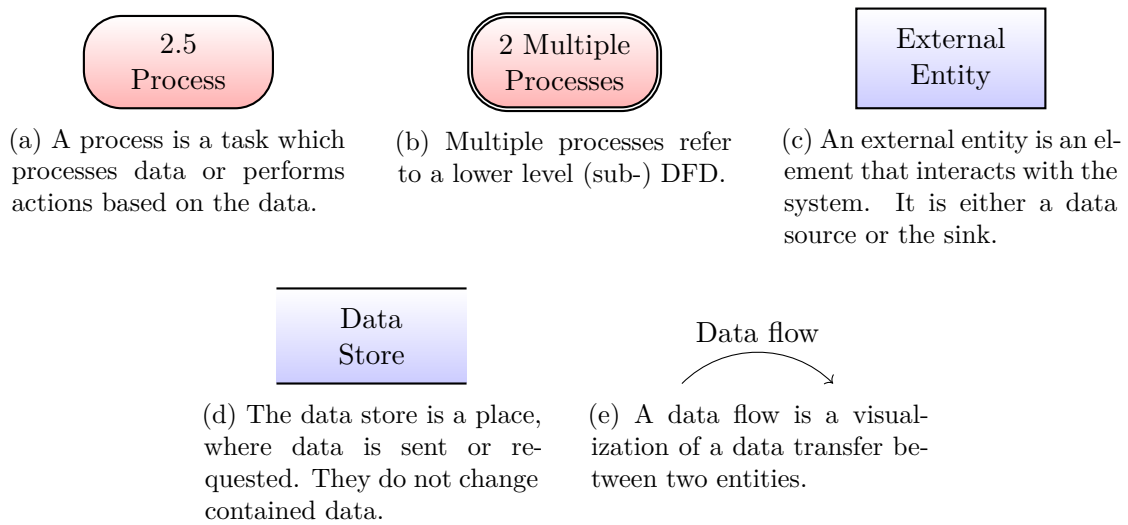 2.5
Process
(a) A process is a task which
processes data or performs
actions based on the data.
2 Multiple
Processes
(b) Multiple processes refer
to a lower level (sub-) DFD.
External
Entity
(c) An external entity is an el-
ement that interacts with the
system. It is either a data
source or the sink.
Data
Store
(d) The data store is a place,
where data is sent or re-
quested. They do not change
contained data.
Data flow
(e) A data flow is a visual-
ization of a data transfer be-
tween two entities.